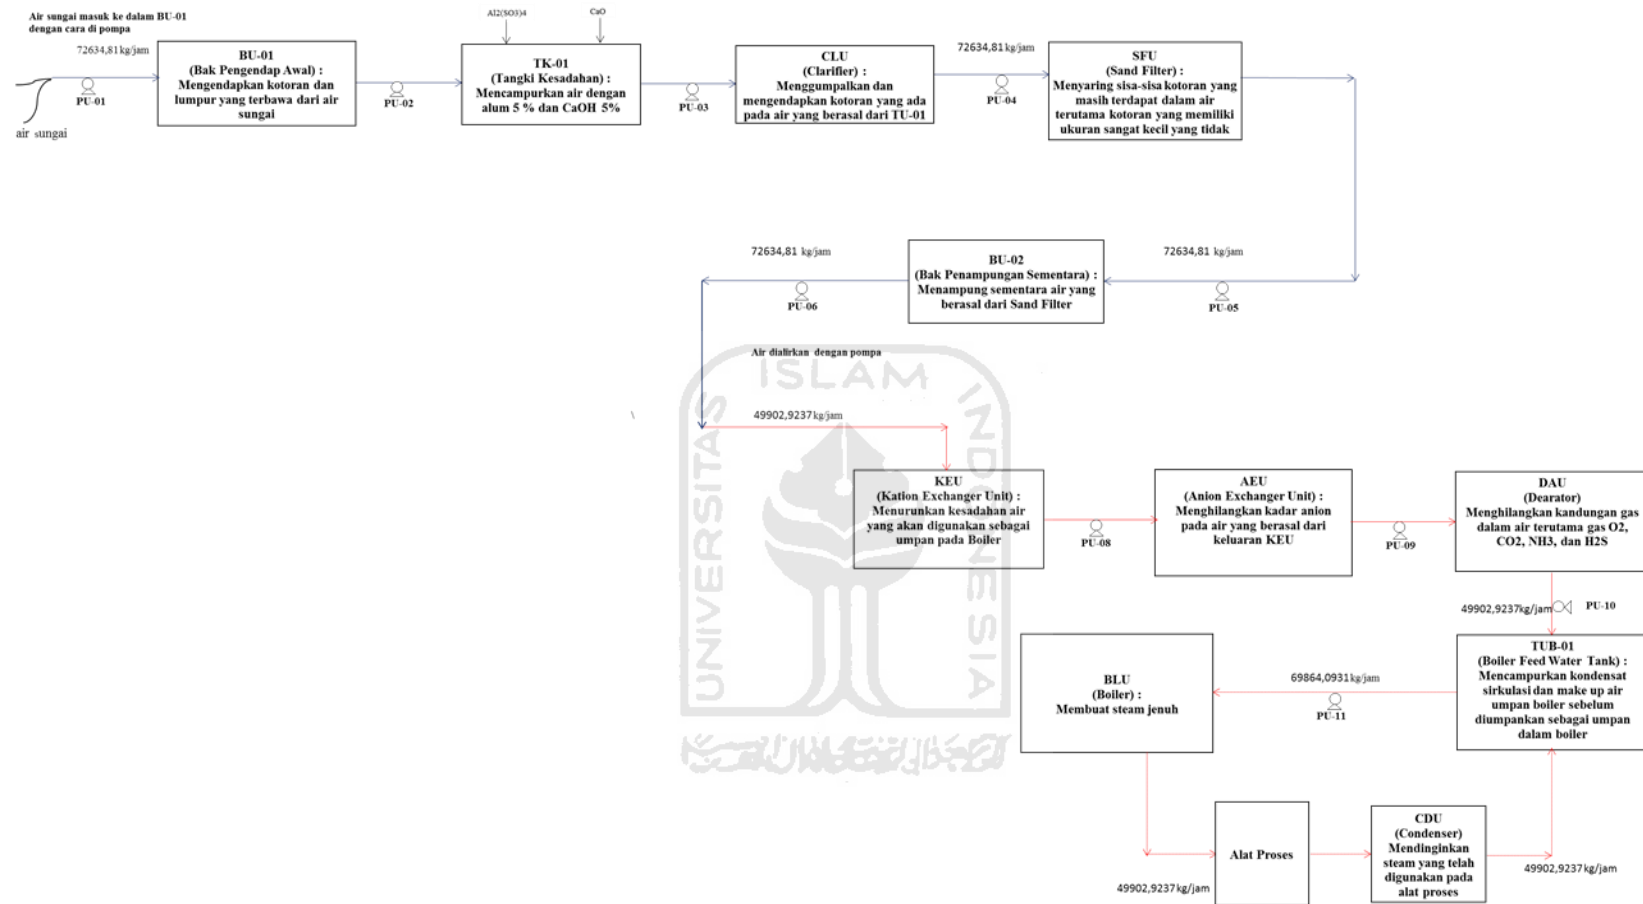 Air sungai masuk ke dalam BU-01
dengan cara di pompa
72634,81 kg/jam
PU-01
air sungai
BU-01
(Bak Pengendap Awal) :
Mengendapkan kotoran dan
lumpur yang terbawa dari air
sungai
PU-02
Al2(SO3)4
CaO
TK-01
(Tangki Kesadahan) :
Mencampurkan air dengan
alum 5 % dan CaOH 5%
PU-03
CLU
(Clarifier) :
Menggumpalkan dan
mengendapkan kotoran yang ada
pada air yang berasal dari TU-01
72634,81 kg/jam
PU-04
SFU
(Sand Filter) :
Menyaring sisa-sisa kotoran yang
masih terdapat dalam air
terutama kotoran yang memiliki
ukuran sangat kecil yang tidak
72634,81 kg/jam
PU-05
BU-02
(Bak Penampungan Sementara) :
Menampung sementara air yang
berasal dari Sand Filter
72634,81 kg/jam
PU-06
Air dialirkan dengan pompa
49902,9237 kg/jam
KEU
(Kation Exchanger Unit) :
Menurunkan kesadahan air
yang akan digunakan sebagai
umpan pada Boiler
PU-08
AEU
(Anion Exchanger Unit) :
Menghilangkan kadar anion
pada air yang berasal dari
keluaran KEU
PU-09
DAU
(Dearator)
Menghilangkan kandungan gas
dalam air terutama gas O2,
CO2, NH3, dan H2S
49902,9237kg/jam
PU-10
TUB-01
(Boiler Feed Water Tank) :
Mencampurkan kondensat
sirkulasi dan make up air
umpan boiler sebelum
diumpankan sebagai umpan
dalam boiler
69864,0931 kg/jam
PU-11
BLU
(Boiler) :
Membuat steam jenuh
49902,9237kg/jam
Alat Proses
CDU
(Condenser)
Mendinginkan
steam yang telah
digunakan pada
alat proses
49902,9237kg/jam
UNIVERSITAS
ISLAM
INDONESIA